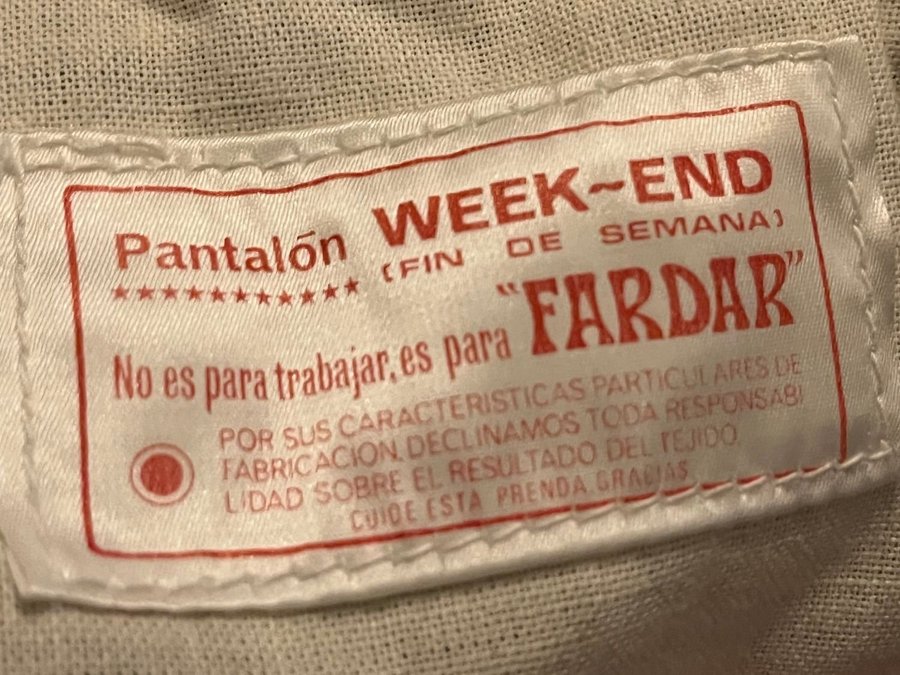 Pantalón WEEK~END
(FIN DE SEMANA)
★★★★★★★★★★★★
No es para trabajar, es para "FARDAR"
POR SUS CARACTERISTICAS PARTICULARES DE
FABRICACION, DECLINAMOS TODA RESPONSABI
LIDAD SOBRE EL RESULTADO DEL TEJIDO.
CUIDE ESTA PRENDA GRACIAS